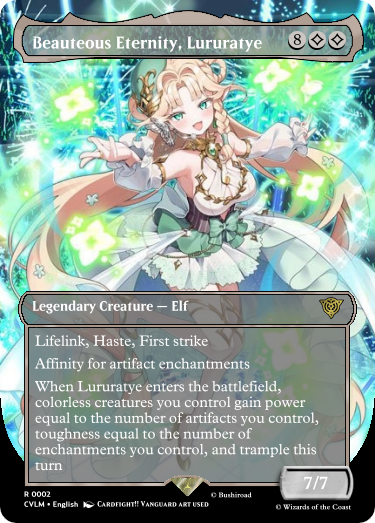 Beauteous Eternity, Lururatye 8
Legendary Creature — Elf
Lifelink, Haste, First strike
Affinity for artifact enchantments
When Lururatye enters the battlefield,
colorless creatures you control gain power
equal to the number of artifacts you control,
toughness equal to the number of
enchantments you control, and trample this
turn
7/7
R 0002
CVLM • English CARDFIGHT!! VANGUARD ART USED
© Bushiroad
© Wizards of the Coast